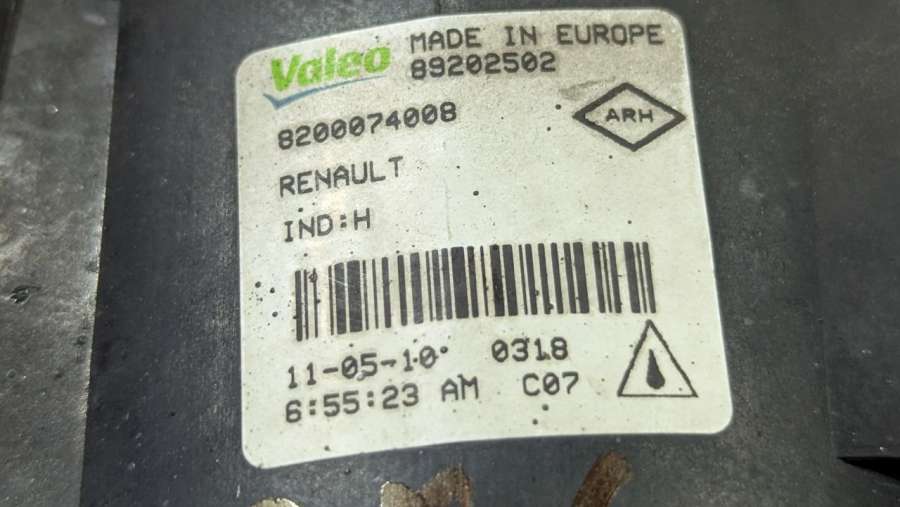 Valeo MADE IN EUROPE
89202502
8200074008
ARH
RENAULT
IND:H
11-05-10 0318
6:55:23 AM C07